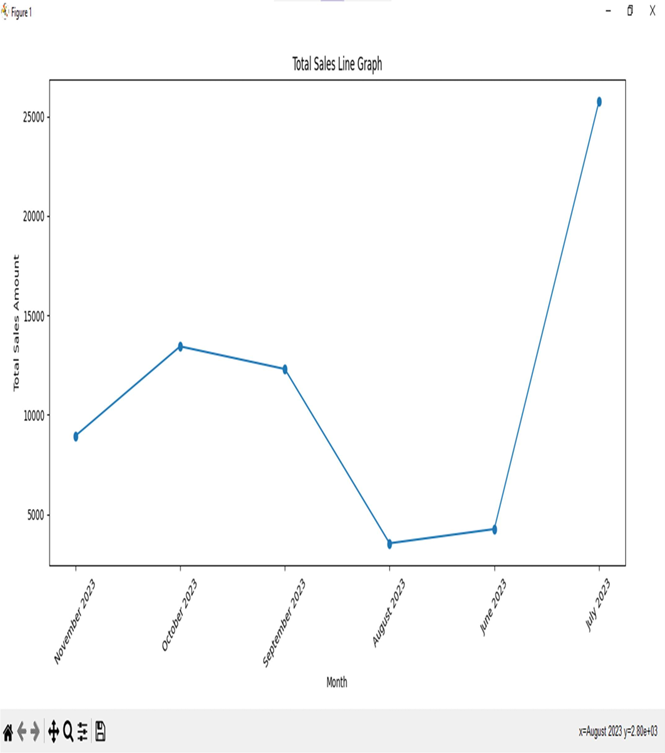 Figure 1
Total Sales Line Graph
25000
20000
15000
10000
5000
Total Sales Amount
November 2023
October 2023
September 2023
August 2023
June 2023
July 2023
Month
x=August 2023 y=2.80e+03